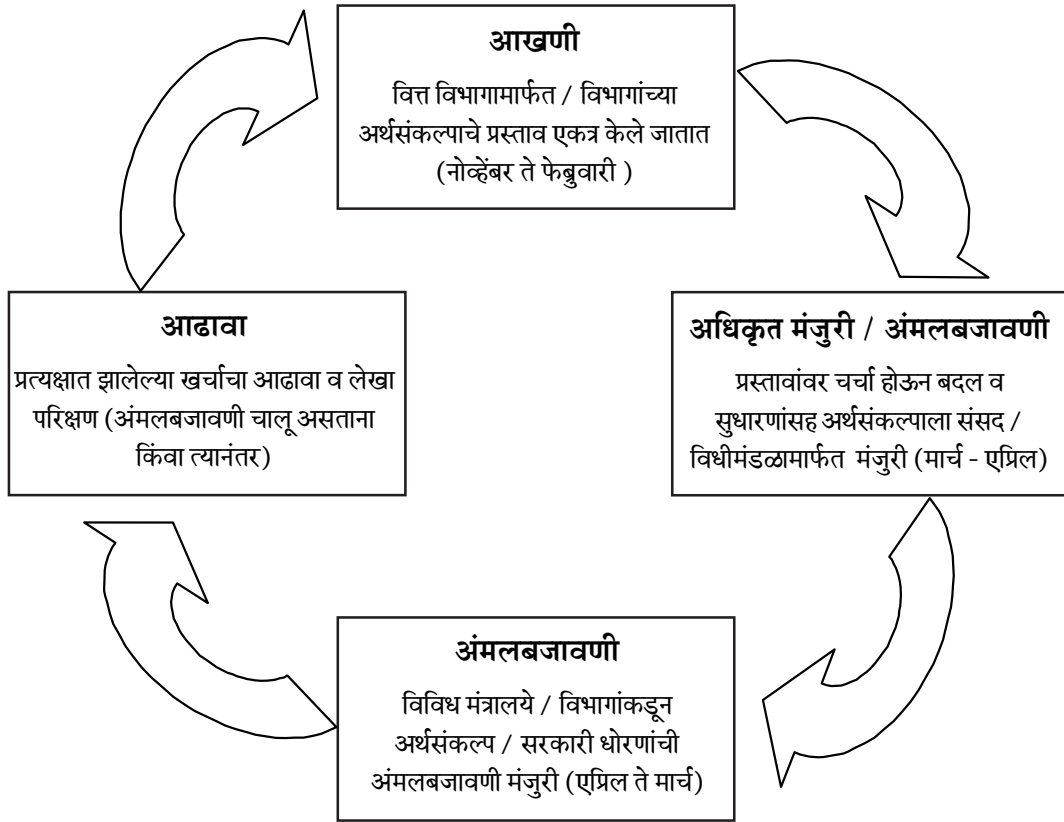 आखणी
वित्त विभागामार्फत / विभागांच्या
अर्थसंकल्पाचे प्रस्ताव एकत्र केले जातात
(नोव्हेंबर ते फेब्रुवारी )
अधिकृत मंजुरी / अंमलबजावणी
प्रस्तावांवर चर्चा होऊन बदल व
सुधारणांसह अर्थसंकल्पाला संसद /
विधीमंडळामार्फत मंजुरी (मार्च - एप्रिल)
अंमलबजावणी
विविध मंत्रालये / विभागांकडून
अर्थसंकल्प / सरकारी धोरणांची
अंमलबजावणी मंजुरी (एप्रिल ते मार्च)
आढावा
प्रत्यक्षात झालेल्या खर्चाचा आढावा व लेखा
परिक्षण (अंमलबजावणी चालू असताना
किंवा त्यानंतर)